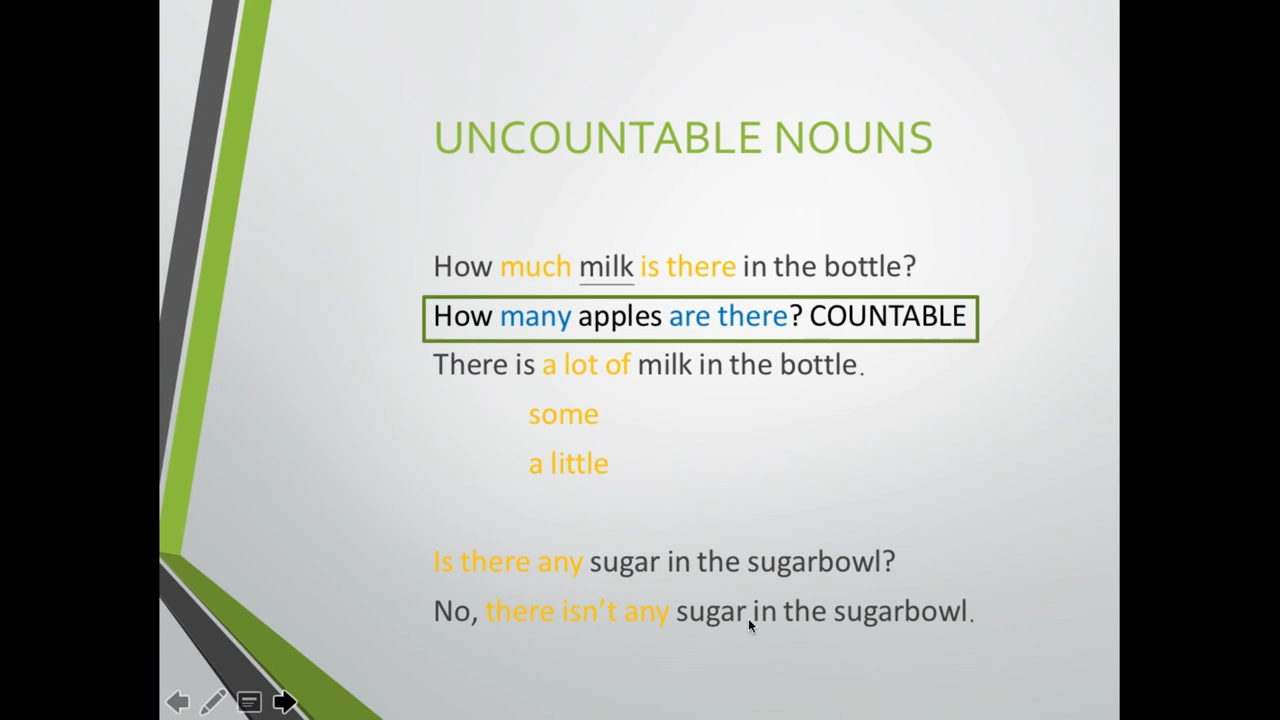 UNCOUNTABLE NOUNS
How much milk is there in the bottle?
How many apples are there? COUNTABLE
There is a lot of milk in the bottle.
some
a little
Is there any sugar in the sugarbowl?
No, there isn’t any sugar in the sugarbowl.